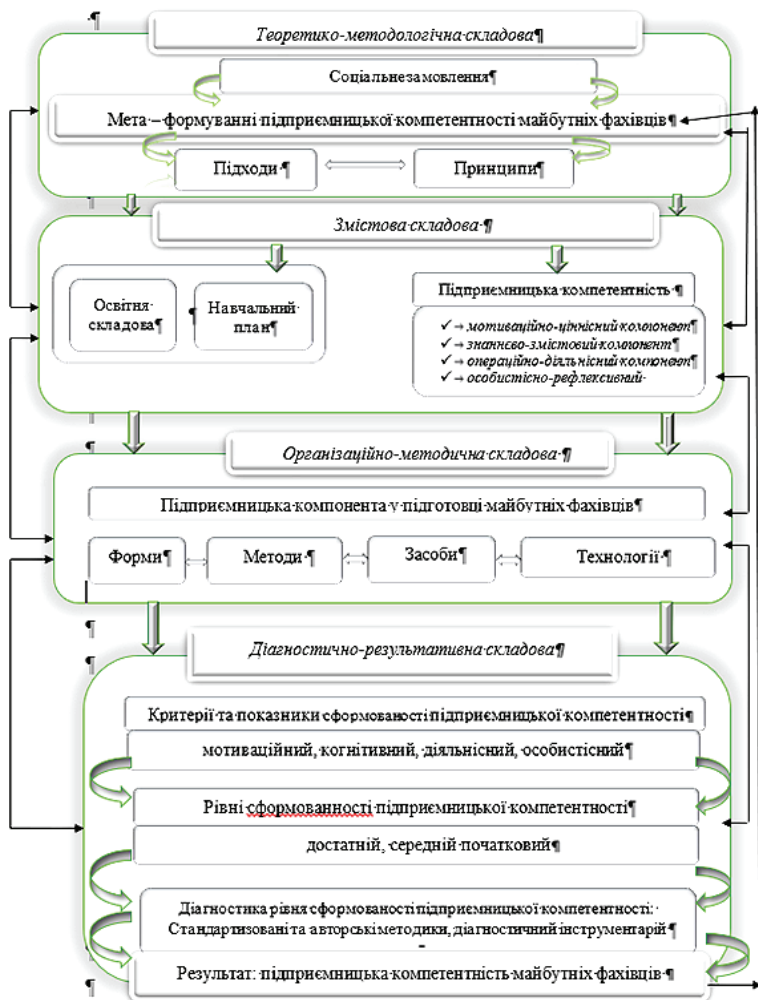 Теоретико-методологічна складова¶
Соціальне замовлення¶
Мета – формуванні підприємницької компетентності майбутніх фахівців¶
Підходи¶
Принципи¶
Змістова складова¶
Освітня
складова¶
Навчальний
план¶
Підприємницька компетентність¶
✓→мотиваційно-ціннісний компонент¶
✓→знаннєво-змістовий компонент¶
✓→операційно-діяльнісний компонент¶
✓→особистісно-рефлексивний
Організаційно-методична складова¶
Підприємницька компонента у підготовці майбутніх фахівців¶
Форми¶
Методи¶
Засоби¶
Технології¶
Діагностично-результативна складова¶
Критерії та показники сформованості підприємницької компетентності¶
мотиваційний, когнітивний, діяльнісний, особистісний¶
Рівні сформованності підприємницької компетентності¶
достатній, середній початковий¶
Діагностика рівня сформованості підприємницької компетентності:
Стандартизовані та авторські методики, діагностичний інструментарій¶
Результат: підприємницька компетентність майбутніх фахівців¶